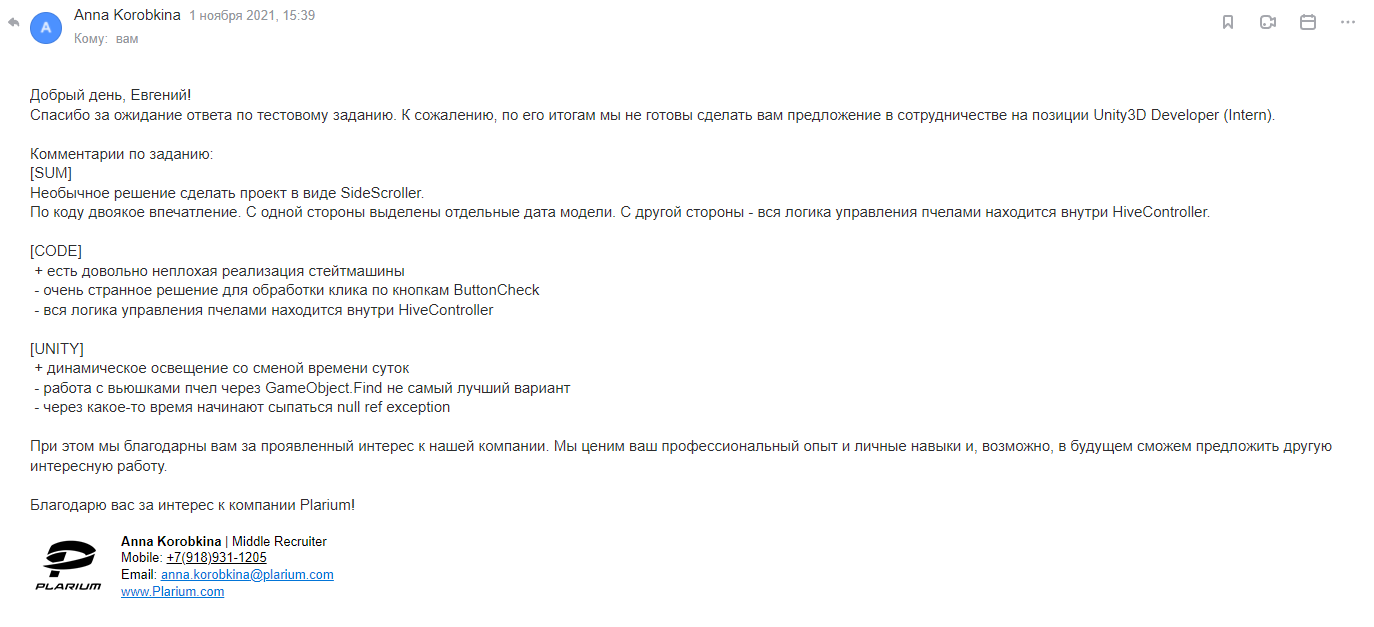 Anna Korobkina 1 ноября 2021, 15:39
A
Кому: вам
Добрый день, Евгений!
Спасибо за ожидание ответа по тестовому заданию. К сожалению, по его итогам мы не готовы сделать вам предложение в сотрудничестве на позиции Unity3D Developer (Intern).
Комментарии по заданию:
[SUM]
Необычное решение сделать проект в виде SideScroller.
По коду двоякое впечатление. С одной стороны выделены отдельные дата модели. С другой стороны - вся логика управления пчелами находится внутри HiveController.
[CODE]
+ есть довольно неплохая реализация стейтмашины
- очень странное решение для обработки клика по кнопкам ButtonCheck
- вся логика управления пчелами находится внутри HiveController
[UNITY]
+ динамическое освещение со сменой времени суток
- работа с вьюшками пчел через GameObject.Find не самый лучший вариант
- через какое-то время начинают сыпаться null ref exception
При этом мы благодарны вам за проявленный интерес к нашей компании. Мы ценим ваш профессиональный опыт и личные навыки и, возможно, в будущем сможем предложить другую
интересную работу.
Благодарю вас за интерес к компании Plarium!
Anna Korobkina | Middle Recruiter
Mobile: +7(918)931-1205
Email: anna.korobkina@plarium.com
www.Plarium.com
PLARIUM